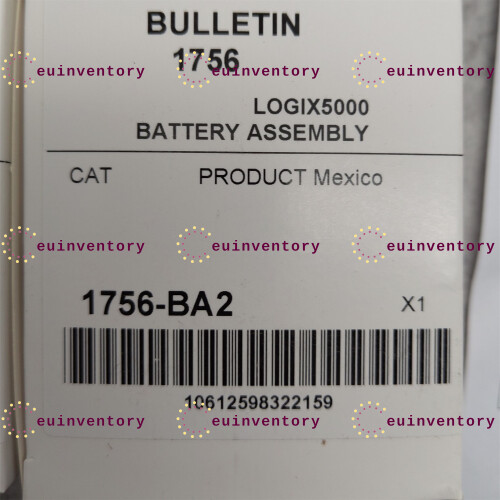 BULLETIN
1756
euinventory euinventory euinventory
LOGIX5000
BATTERY ASSEMBLY
CAT PRODUCT Mexico
euinventory euinventory euinventory
1756-BA2 X1
10612598322159
euinventory euinventory euinventory